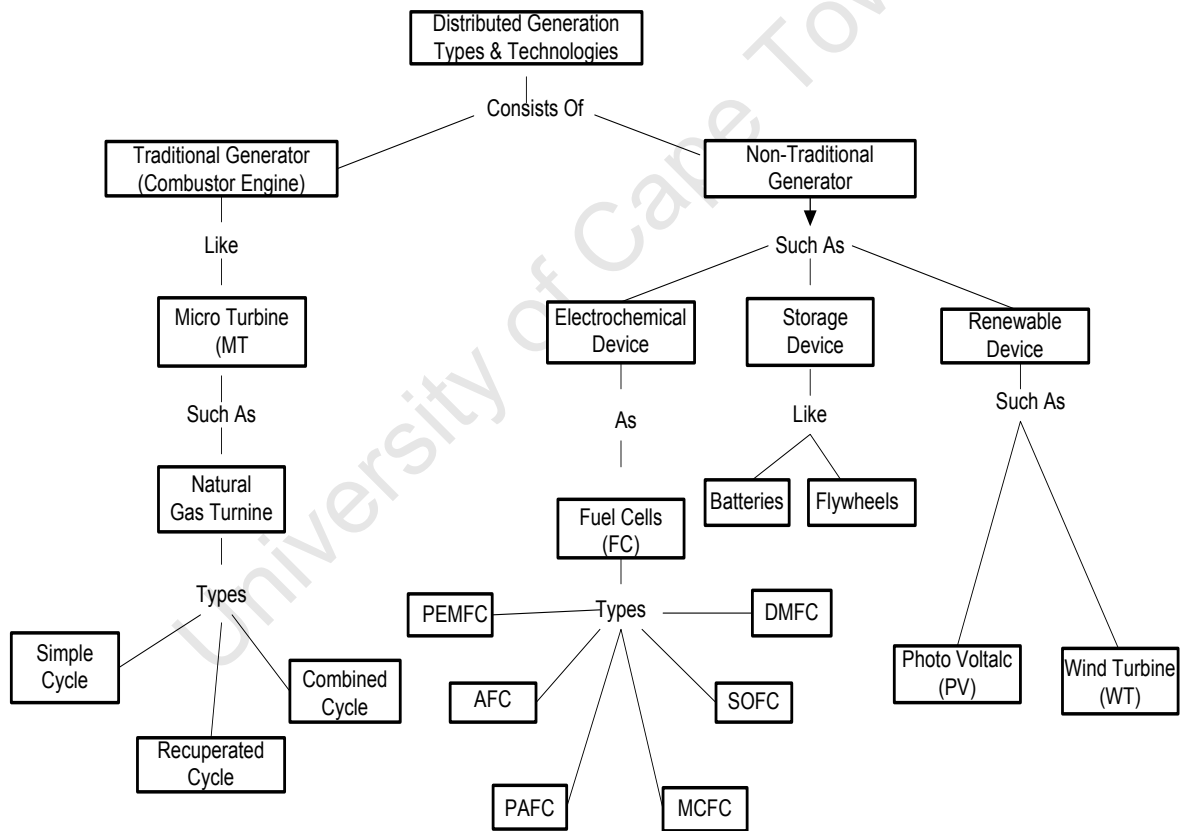 Distributed Generation
Types & Technologies
Consists Of
Traditional Generator
(Combustor Engine)
Non-Traditional
Generator
Like
Such As
Micro Turbine
(MT
Electrochemical
Device
Storage
Device
Renewable
Device
Such As
As
Like
Such As
Natural
Gas Turnine
Fuel Cells
(FC)
Batteries
Flywheels
Types
Types
Simple
Cycle
Recuperated
Cycle
Combined
Cycle
PEMFC
DMFC
AFC
SOFC
PAFC
MCFC
Photo Voltalc
(PV)
Wind Turbine
(WT)
University of Cape Tow